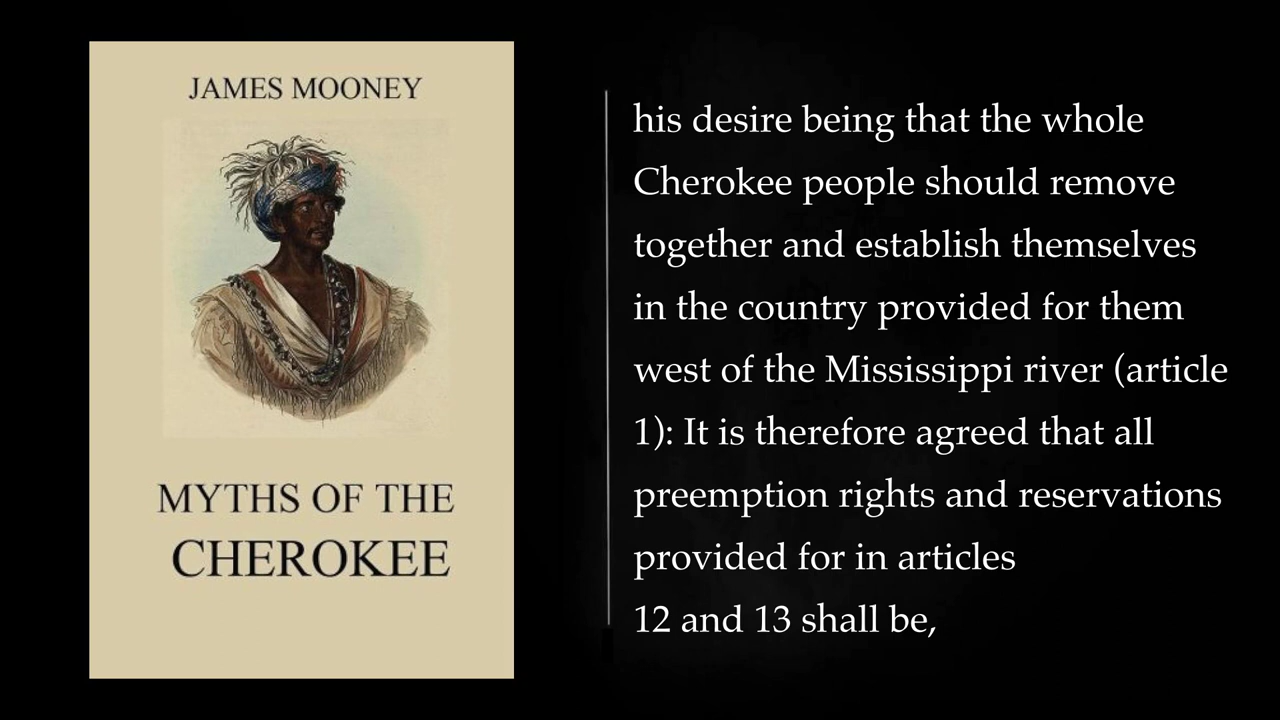 JAMES MOONEY
MYTHS OF THE
CHEROKEE
his desire being that the whole
Cherokee people should remove
together and establish themselves
in the country provided for them
west of the Mississippi river (article
1): It is therefore agreed that all
preemption rights and reservations
provided for in articles
12 and 13 shall be,